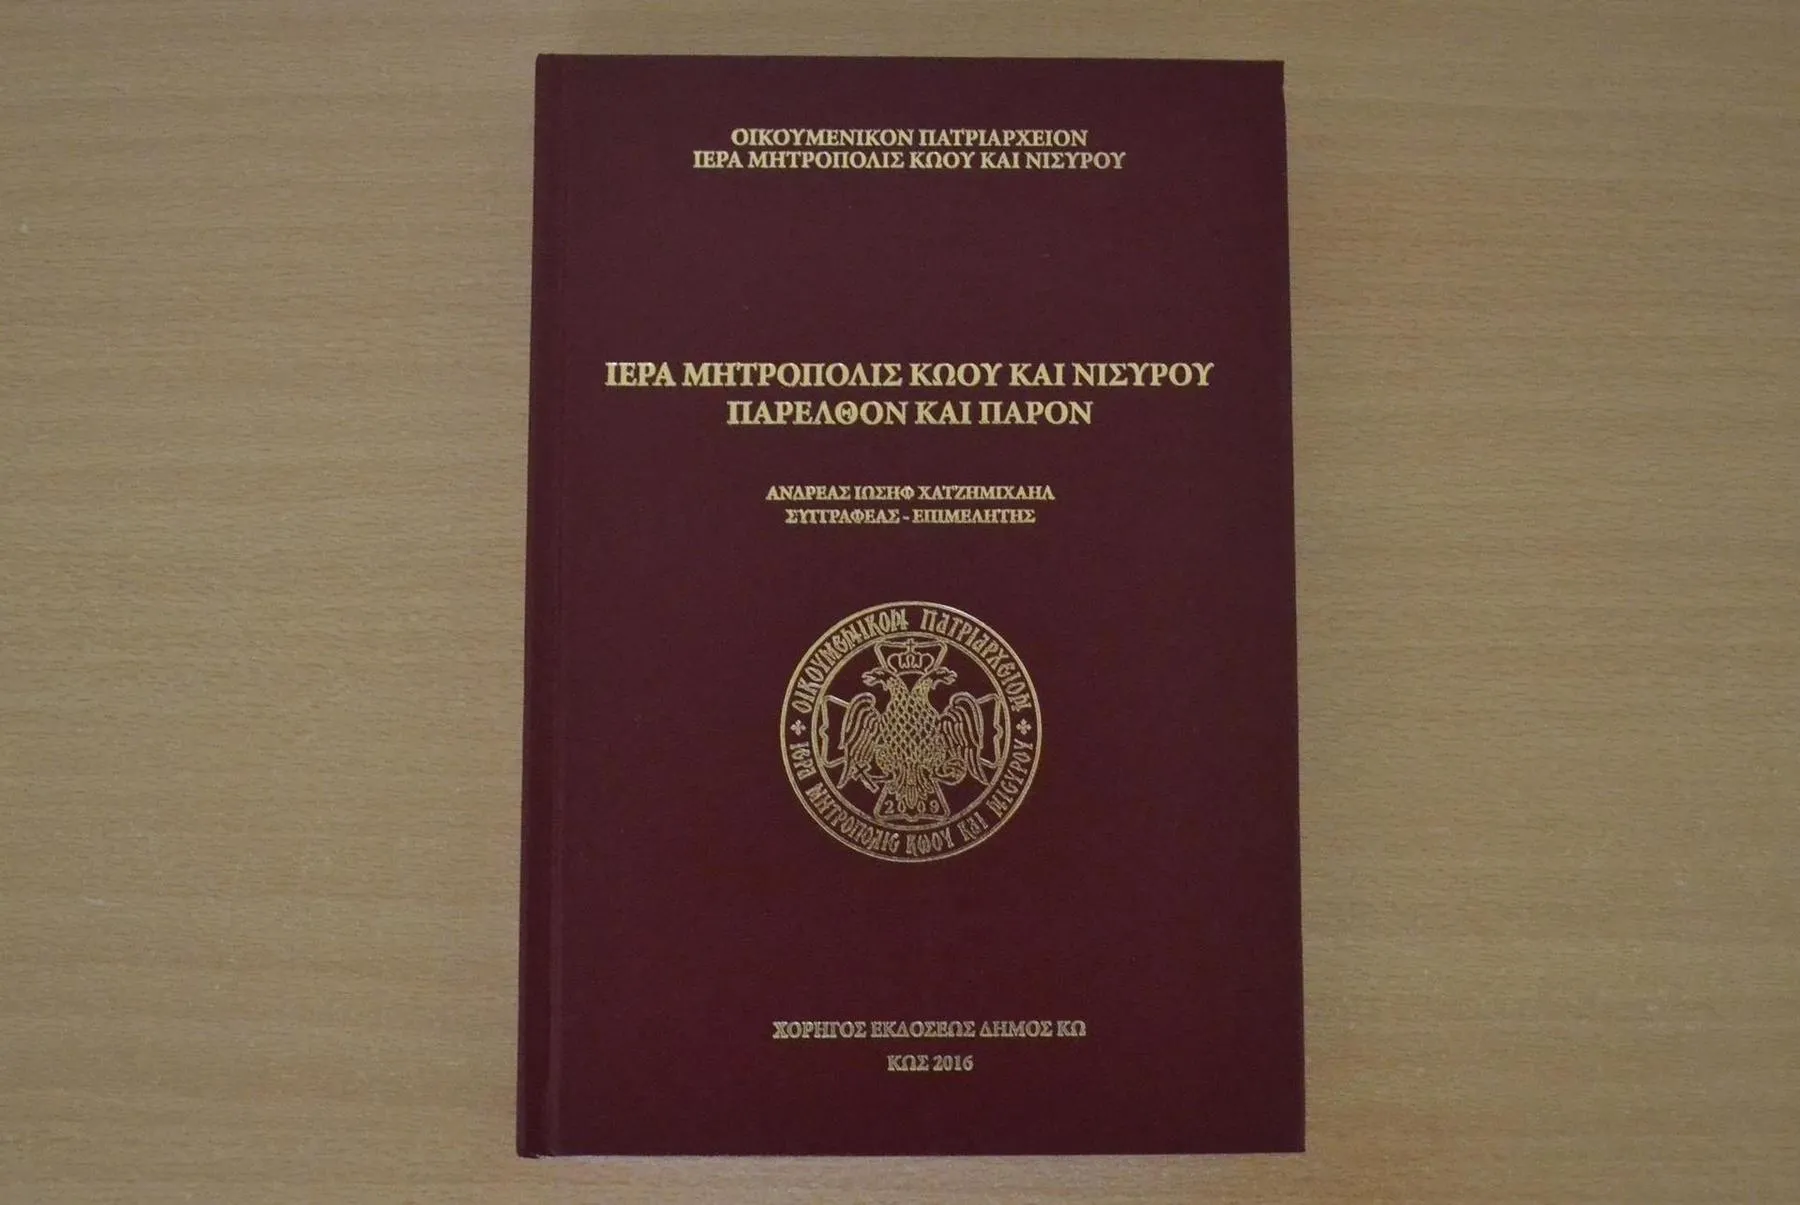 ΟΙΚΟΥΜΕΝΙΚΟΝ ΠΑΤΡΙΑΡΧΕΙΟΝ
ΙΕΡΑ ΜΗΤΡΟΠΟΛΙΣ ΚΩΟΥ ΚΑΙ ΝΙΣΥΡΟΥ
ΙΕΡΑ ΜΗΤΡΟΠΟΛΙΣ ΚΩΟΥ ΚΑΙ ΝΙΣΥΡΟΥ
ΠΑΡΕΛΘΟΝ ΚΑΙ ΠΑΡΟΝ
ΑΝΔΡΕΑΣ ΙΩΣΗΦ ΧΑΤΖΗΜΙΧΑΗΛ
ΣΥΓΓΡΑΦΕΑΣ - ΕΠΙΜΕΛΗΤΗΣ
ΟΙΚΟΥΜΕΝΙΚΟΝ ΠΑΤΡΙΑΡΧΕΙΟΝ
ΙΕΡΑ ΜΗΤΡΟΠΟΛΙΣ ΚΩΟΥ ΚΑΙ ΝΙΣΥΡΟΥ
2009
ΧΟΡΗΓΟΣ ΕΚΔΟΣΕΩΣ ΔΗΜΟΣ ΚΩ
ΚΩΣ 2016